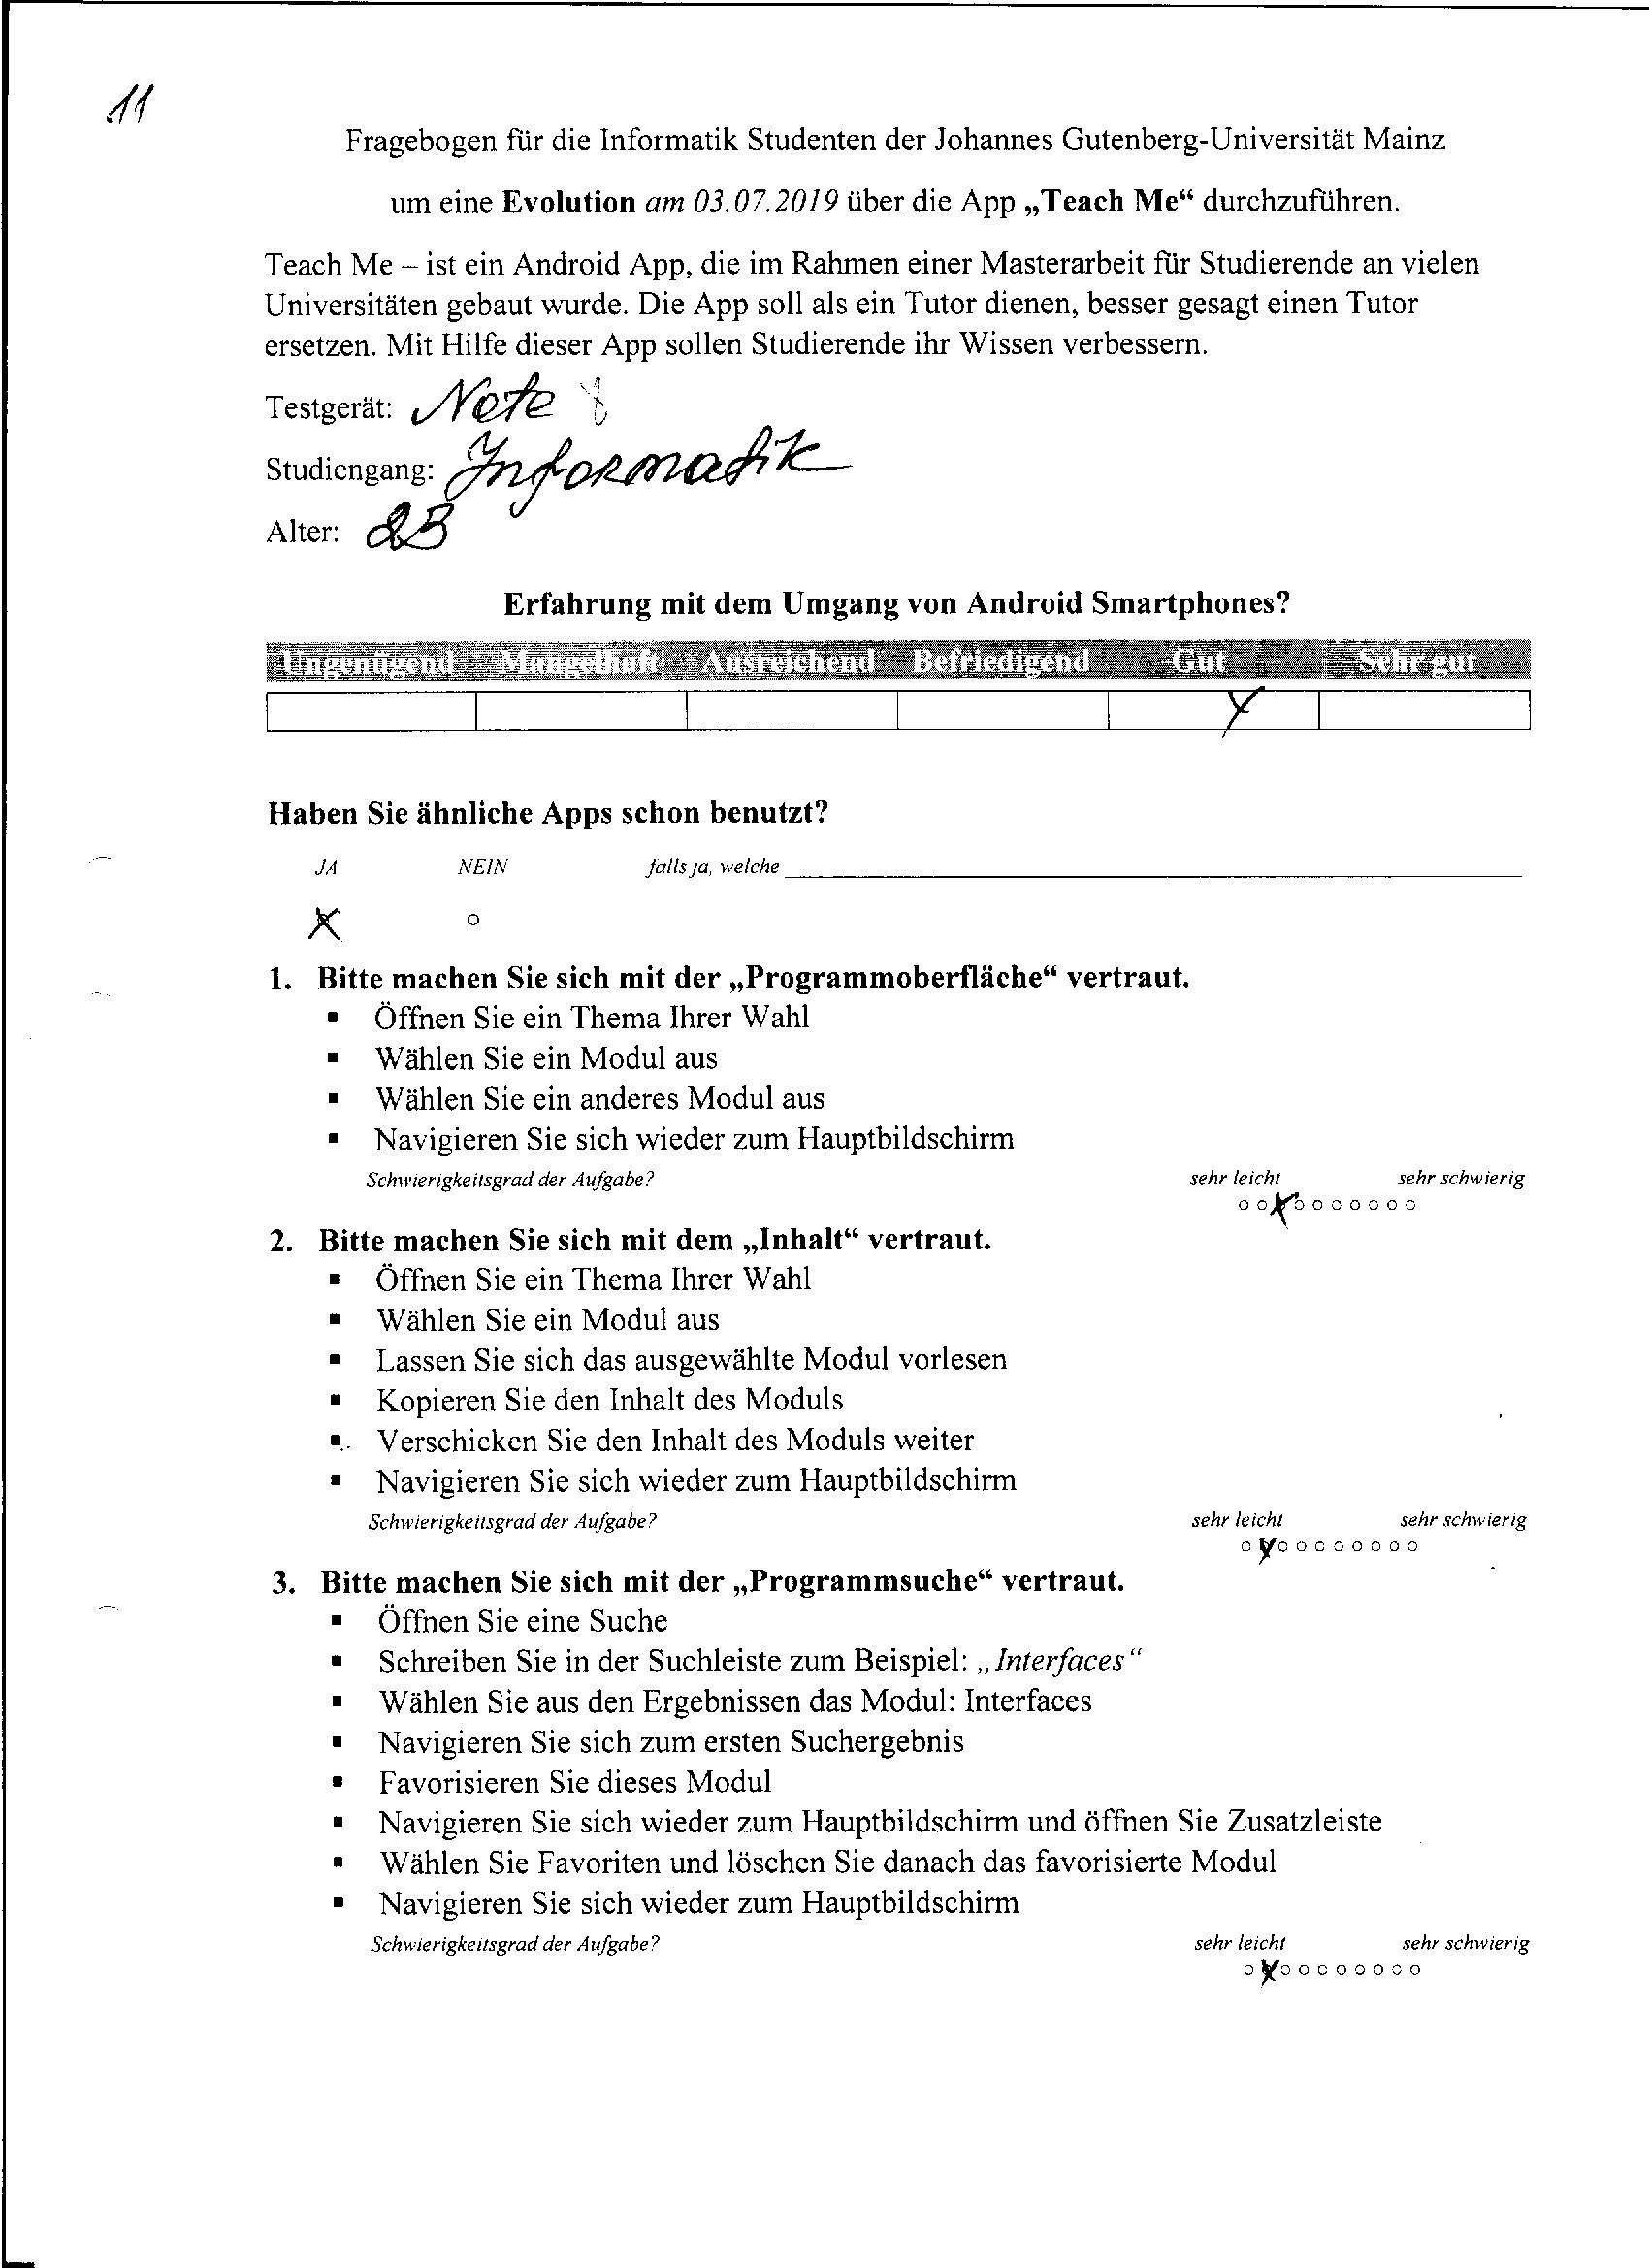 11
Fragebogen für die Informatik Studenten der Johannes Gutenberg-Universität Mainz
um eine Evolution am 03.07.2019 über die App „Teach Me“ durchzuführen.
Teach Me – ist ein Android App, die im Rahmen einer Masterarbeit für Studierende an vielen
Universitäten gebaut wurde. Die App soll als ein Tutor dienen, besser gesagt einen Tutor
ersetzen. Mit Hilfe dieser App sollen Studierende ihr Wissen verbessern.
Testgerät: Note 8
Studiengang: Informatik
Alter: 23
Erfahrung mit dem Umgang von Android Smartphones?
Ungenügend Mangelhaft Ausreichend Befriedigend Gut Sehr gut
Haben Sie ähnliche Apps schon benutzt?
JA NEIN falls ja, welche
1. Bitte machen Sie sich mit der „Programmoberfläche“ vertraut.
▪ Öffnen Sie ein Thema Ihrer Wahl
▪ Wählen Sie ein Modul aus
▪ Wählen Sie ein anderes Modul aus
▪ Navigieren Sie sich wieder zum Hauptbildschirm
Schwierigkeitsgrad der Aufgabe? sehr leicht sehr schwierig
2. Bitte machen Sie sich mit dem „Inhalt“ vertraut.
▪ Öffnen Sie ein Thema Ihrer Wahl
▪ Wählen Sie ein Modul aus
▪ Lassen Sie sich das ausgewählte Modul vorlesen
▪ Kopieren Sie den Inhalt des Moduls
▪ Verschicken Sie den Inhalt des Moduls weiter
▪ Navigieren Sie sich wieder zum Hauptbildschirm
Schwierigkeitsgrad der Aufgabe? sehr leicht sehr schwierig
3. Bitte machen Sie sich mit der „Programmsuche“ vertraut.
▪ Öffnen Sie eine Suche
▪ Schreiben Sie in der Suchleiste zum Beispiel: „Interfaces“
▪ Wählen Sie aus den Ergebnissen das Modul: Interfaces
▪ Navigieren Sie sich zum ersten Suchergebnis
▪ Favorisieren Sie dieses Modul
▪ Navigieren Sie sich wieder zum Hauptbildschirm und öffnen Sie Zusatzleiste
▪ Wählen Sie Favoriten und löschen Sie danach das favorisierte Modul
▪ Navigieren Sie sich wieder zum Hauptbildschirm
Schwierigkeitsgrad der Aufgabe? sehr leicht sehr schwierig